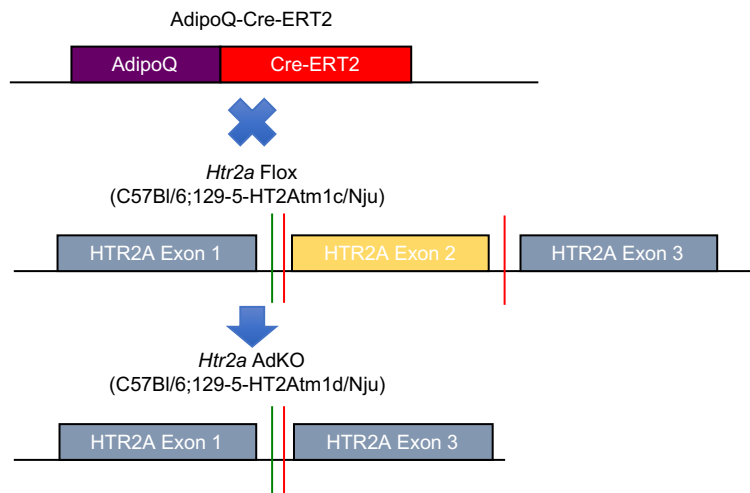 AdipoQ-Cre-ERT2
AdipoQ Cre-ERT2
Htr2a Flox
(C57Bl/6;129-5-HT2Atm1c/Nju)
HTR2A Exon 1 HTR2A Exon 2 HTR2A Exon 3
Htr2a AdKO
(C57Bl/6;129-5-HT2Atm1d/Nju)
HTR2A Exon 1 HTR2A Exon 3